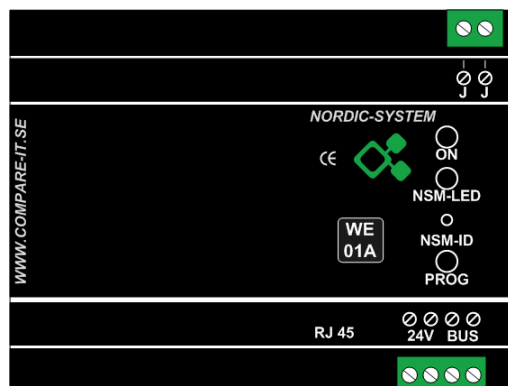 J J
NORDIC-SYSTEM
WWW.COMPARE-IT.SE
CE
ON
NSM-LED
WE
01A
NSM-ID
PROG
RJ 45
24V BUS